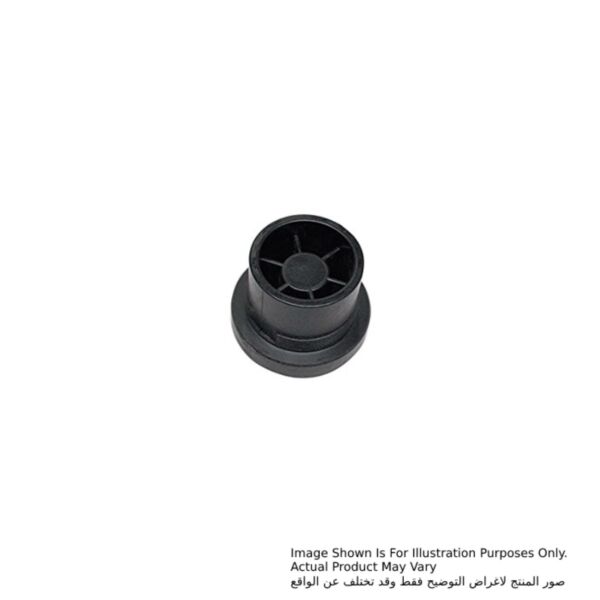 Image Shown Is For Illustration Purposes Only.
Actual Product May Vary
صور المنتج لاغراض التوضيح فقط وقد تختلف عن الواقع